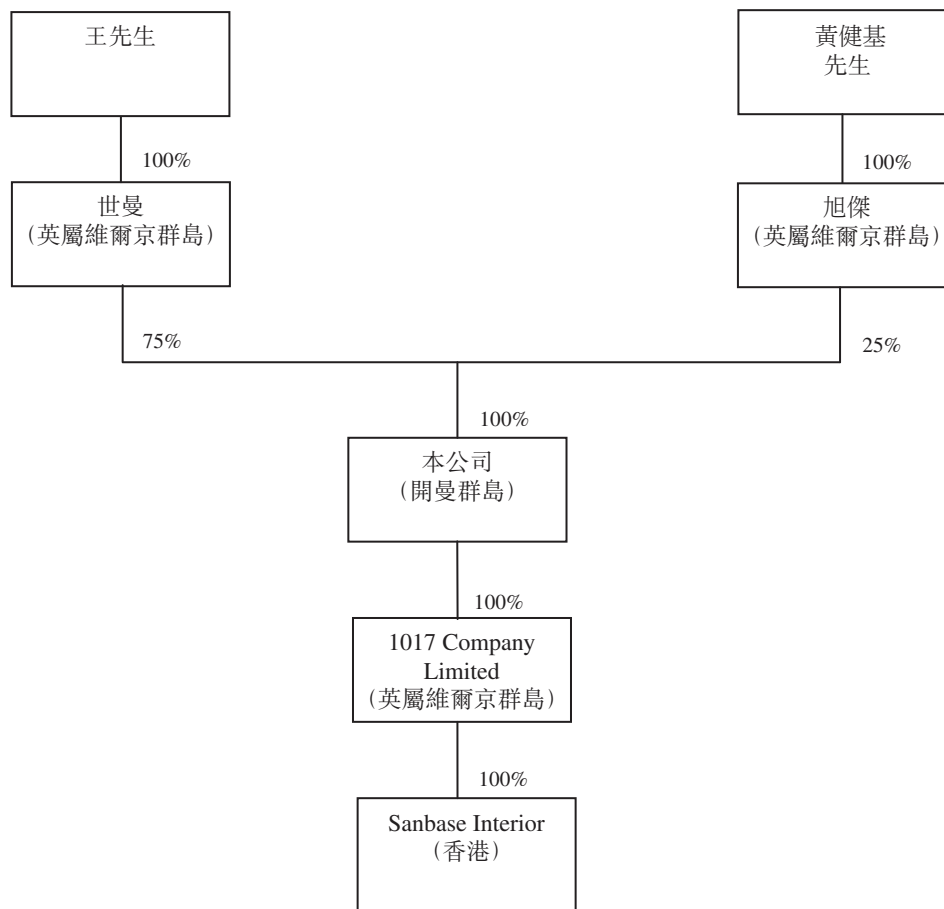 王先生
黃健基
先生
100%
100%
世曼
(英屬維爾京群島)
旭傑
(英屬維爾京群島)
75%
25%
100%
本公司
(開曼群島)
100%
1017 Company
Limited
(英屬維爾京群島)
100%
Sanbase Interior
(香港)